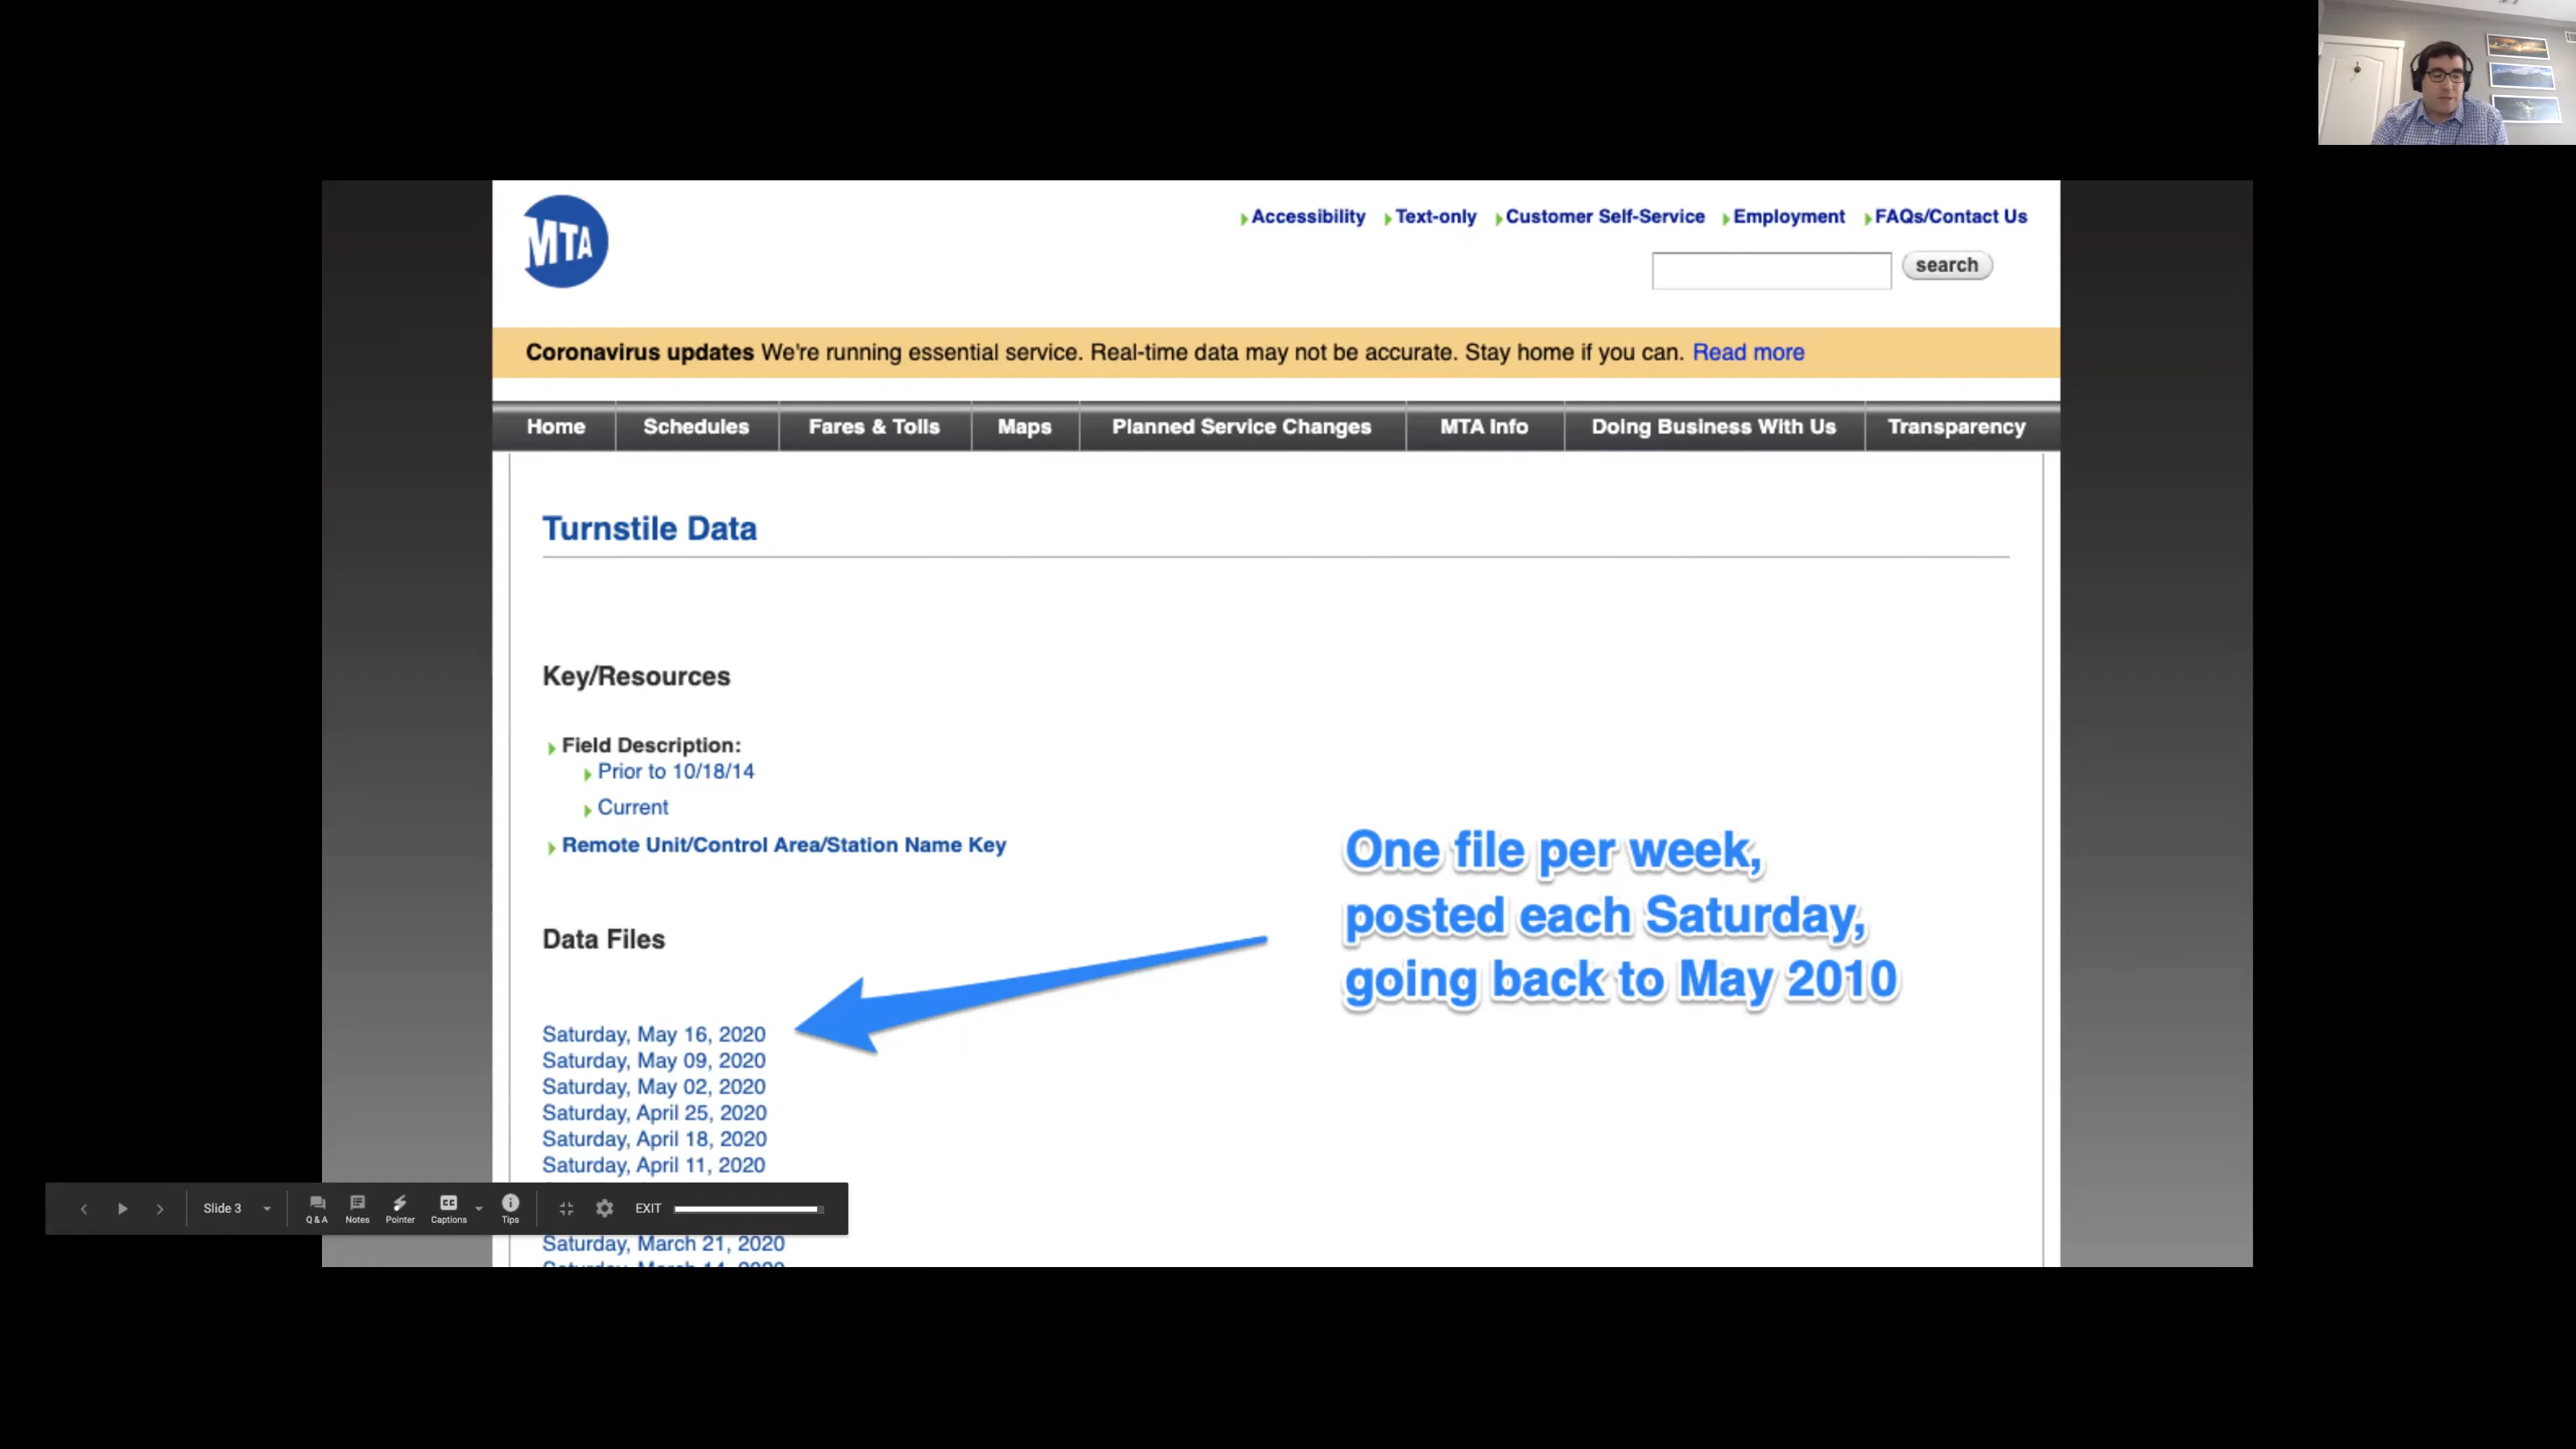 MTA
Accessibility Text-only Customer Self-Service Employment FAQs/Contact Us
search
Coronavirus updates We're running essential service. Real-time data may not be accurate. Stay home if you can. Read more
Home Schedules Fares & Tolls Maps Planned Service Changes MTA Info Doing Business With Us Transparency
Turnstile Data
Key/Resources
Field Description:
Prior to 10/18/14
Current
Remote Unit/Control Area/Station Name Key
One file per week,
posted each Saturday,
going back to May 2010
Data Files
Saturday, May 16, 2020
Saturday, May 09, 2020
Saturday, May 02, 2020
Saturday, April 25, 2020
Saturday, April 18, 2020
Saturday, April 11, 2020
Slide 3 Q & A Notes Pointer CC Captions Tips EXIT
Saturday, March 21, 2020
Saturday, March 14, 2020